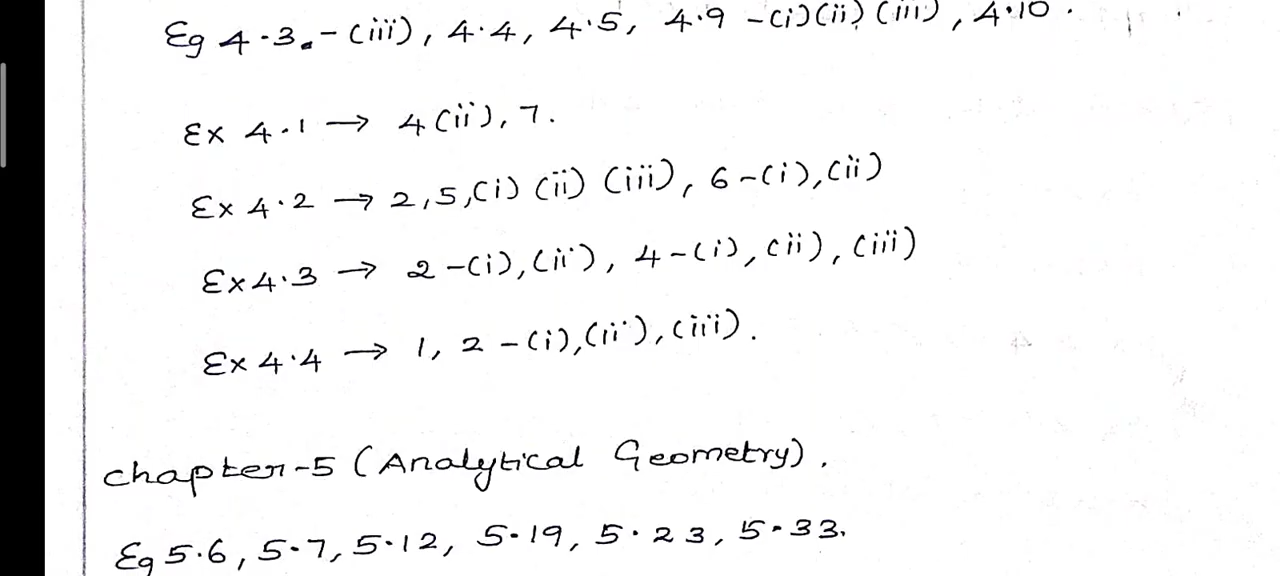 Eg 4.3.-(iii), 4.4, 4.5, 4.9 -(i)(ii)(iii), 4.10.
Ex 4.1 → 4(ii), 7.
Ex 4.2 → 2,5,(i) (ii) (iii), 6-(i),(ii)
Ex 4.3 → 2-(i),(ii), 4-(i),(ii),(iii)
Ex 4.4 → 1, 2-(i),(ii),(iii).
Chapter-5 (Analytical Geometry).
Eg 5.6, 5.7, 5.12, 5.19, 5.23, 5.33.